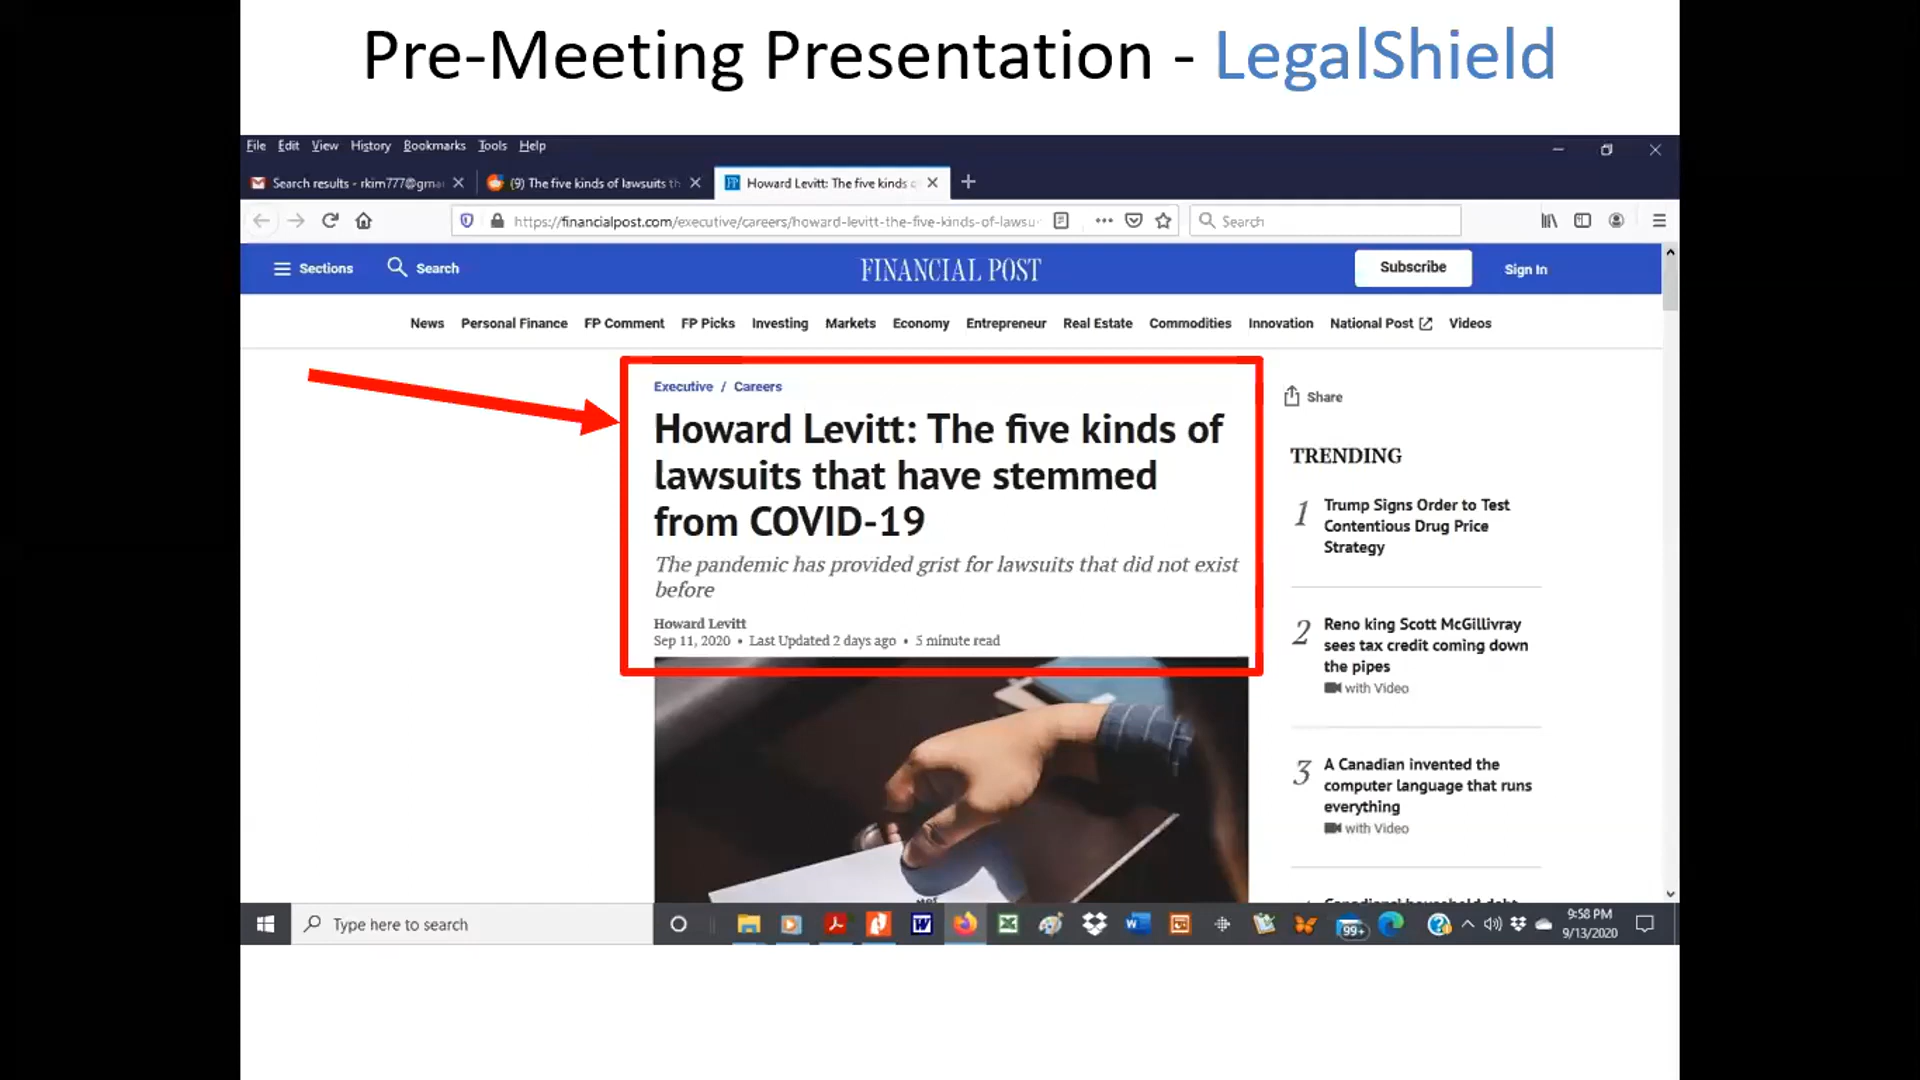 Pre-Meeting Presentation - LegalShield
File Edit View History Bookmarks Tools Help
Search results - rkim777@gma
(9) The five kinds of lawsuits th
Howard Levitt: The five kinds o
https://financialpost.com/executive/careers/howard-levitt-the-five-kinds-of-lawsu
Search
Sections
Search
FINANCIAL POST
Subscribe
Sign In
News Personal Finance FP Comment FP Picks Investing Markets Economy Entrepreneur Real Estate Commodities Innovation National Post Videos
Executive / Careers
Howard Levitt: The five kinds of
lawsuits that have stemmed
from COVID-19
The pandemic has provided grist for lawsuits that did not exist
before
Howard Levitt
Sep 11, 2020 • Last Updated 2 days ago • 5 minute read
Share
TRENDING
1 Trump Signs Order to Test
Contentious Drug Price
Strategy
2 Reno king Scott McGillivray
sees tax credit coming down
the pipes
with Video
3 A Canadian invented the
computer language that runs
everything
with Video
Type here to search
99+
9:58 PM
9/13/2020